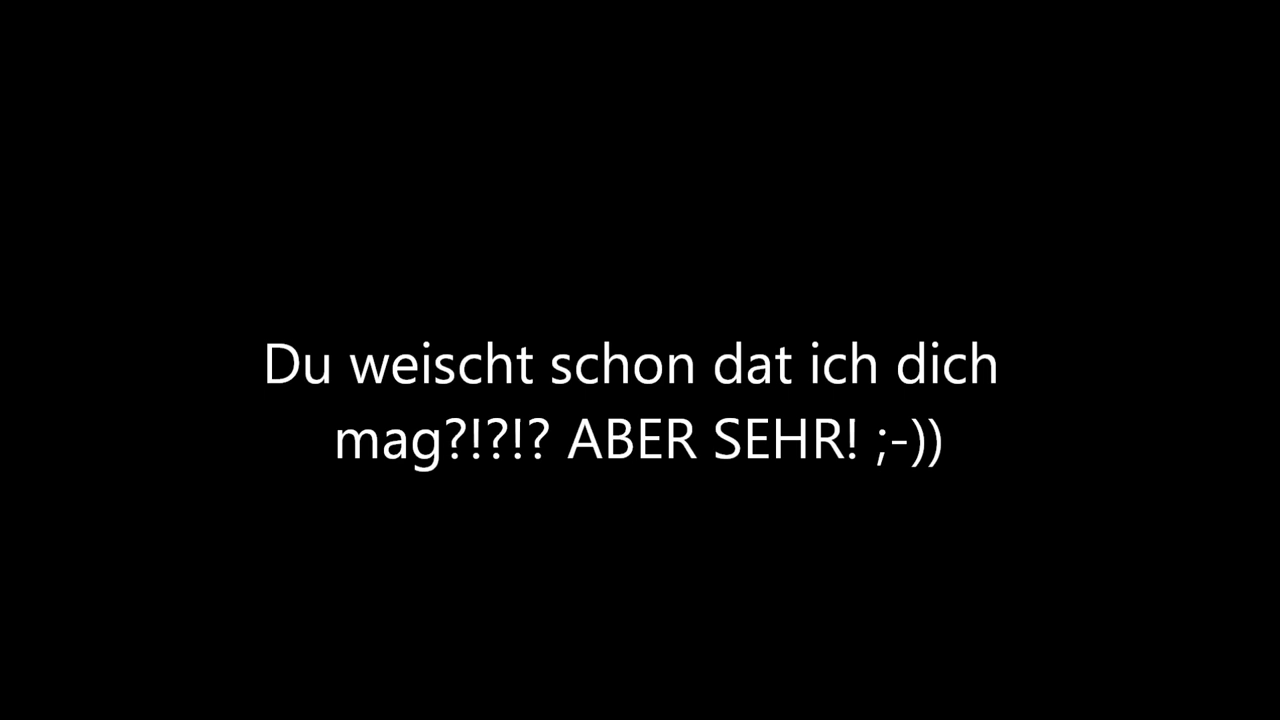 Du weischt schon dat ich dich
mag?!?!? ABER SEHR! ;-))